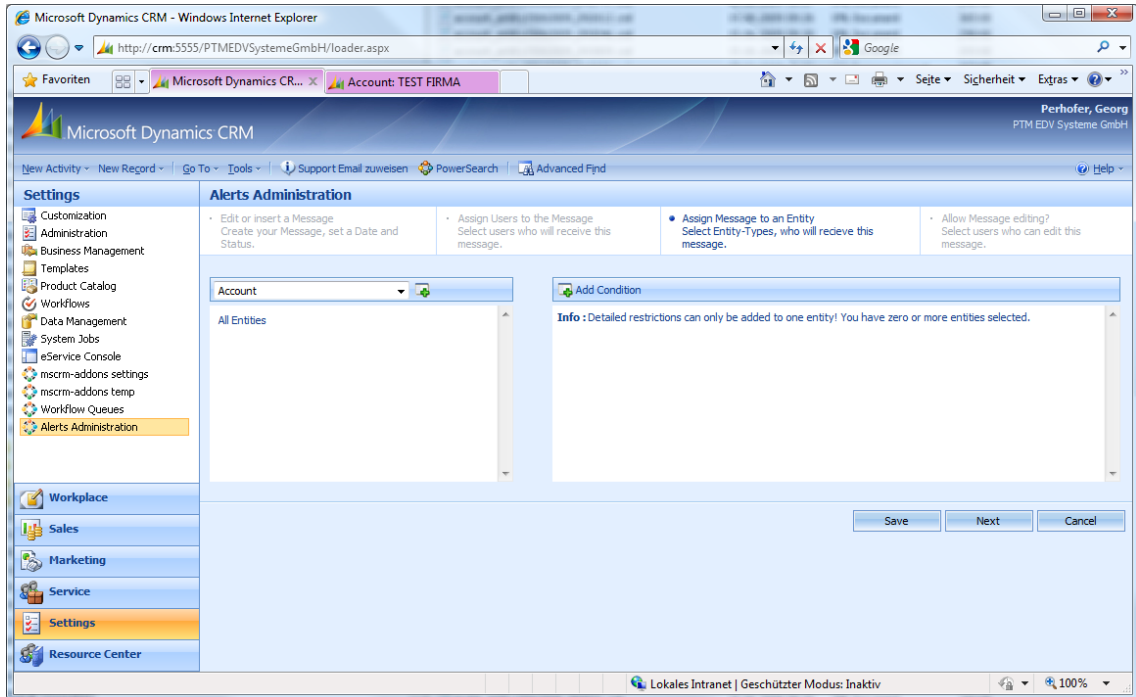 Microsoft Dynamics CRM - Windows Internet Explorer
http://crm:5555/PTMEDVSystemeGmbH/loader.aspx
Google
Favoriten
Microsoft Dynamics CR...
Account: TEST FIRMA
Seite
Sicherheit
Extras
Microsoft Dynamics CRM
Perhofer, Georg
PTM EDV Systeme GmbH
New Activity
New Record
Go To
Tools
Support Email zuweisen
PowerSearch
Advanced Find
Help
Settings
Customization
Administration
Business Management
Templates
Product Catalog
Workflows
Data Management
System Jobs
eService Console
mscrm-addons settings
mscrm-addons temp
Workflow Queues
Alerts Administration
Workplace
Sales
Marketing
Service
Settings
Resource Center
Alerts Administration
Edit or insert a Message
Create your Message, set a Date and
Status.
Assign Users to the Message
Select users who will receive this
message.
Assign Message to an Entity
Select Entity-Types, who will recieve this
message.
Allow Message editing?
Select users who can edit this
message.
Account
All Entities
Add Condition
Info : Detailed restrictions can only be added to one entity! You have zero or more entities selected.
Save
Next
Cancel
Lokales Intranet | Geschützter Modus: Inaktiv
100%